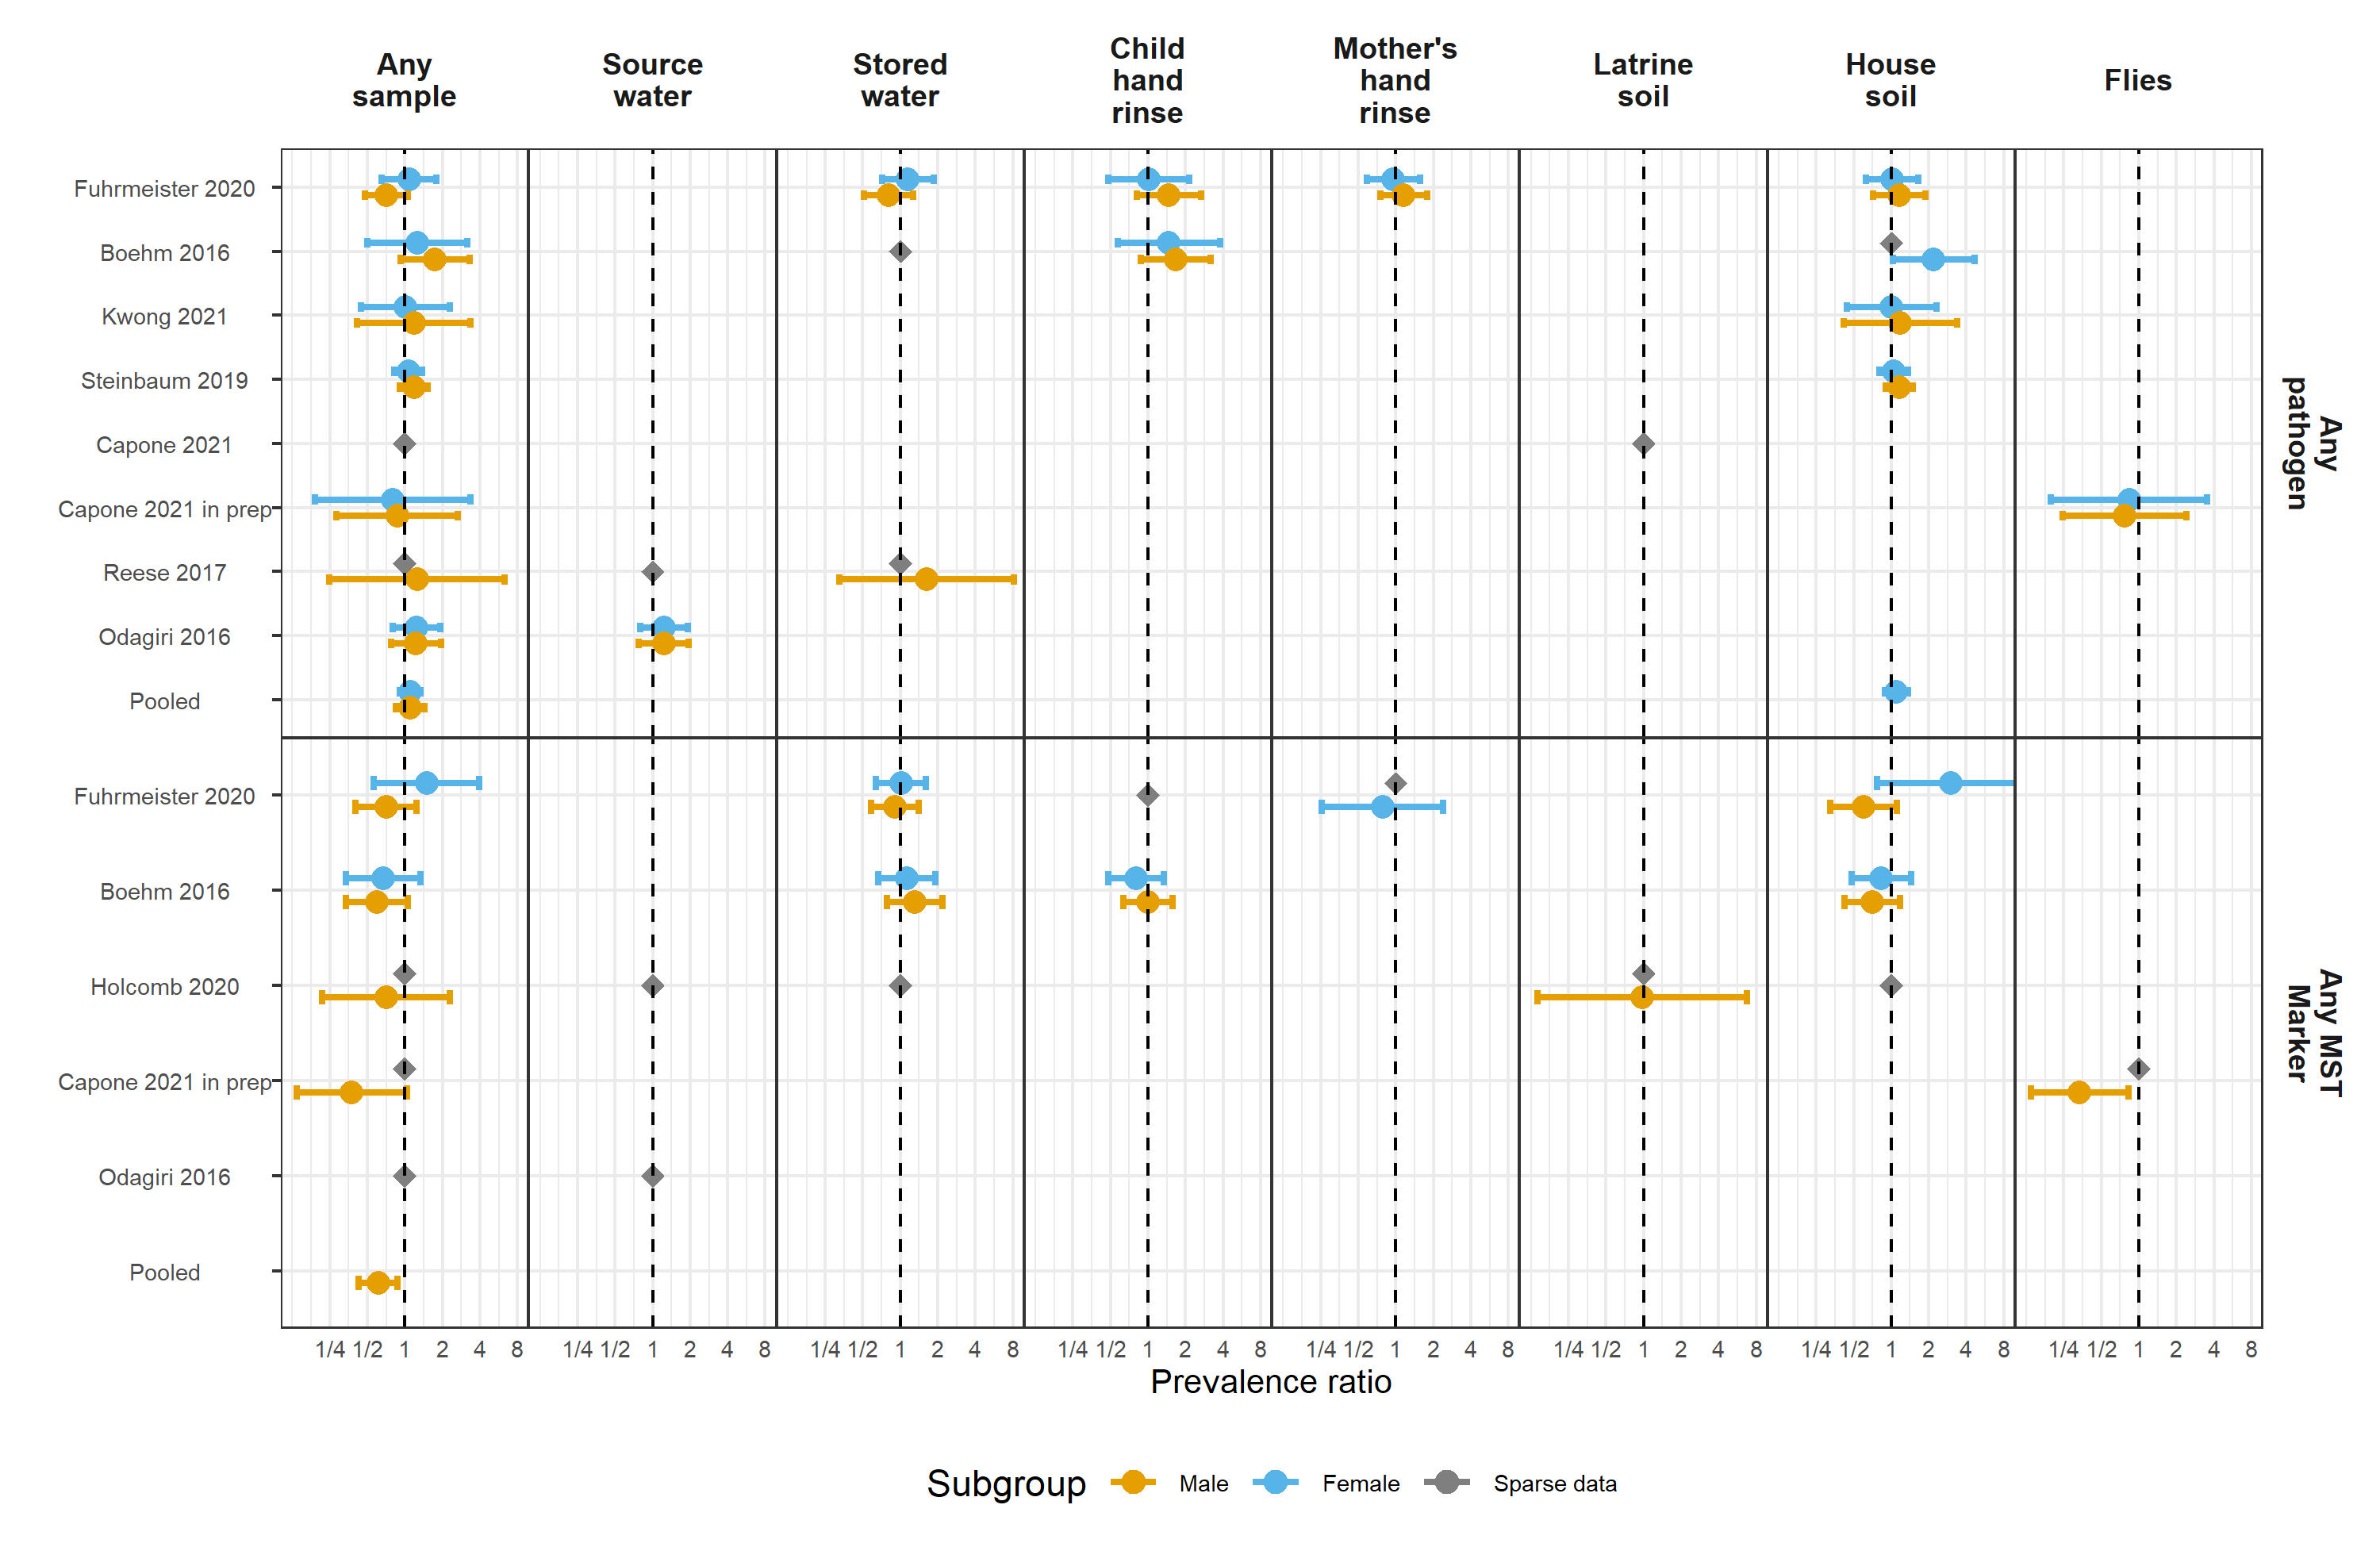 Any
sample
Source
water
Stored
water
Child
hand
rinse
Mother's
hand
rinse
Latrine
soil
House
soil
Flies
Fuhrmeister 2020
Boehm 2016
Kwong 2021
Steinbaum 2019
Capone 2021
Capone 2021 in prep
Reese 2017
Odagiri 2016
Pooled
Any
pathogen
Fuhrmeister 2020
Boehm 2016
Holcomb 2020
Capone 2021 in prep
Odagiri 2016
Pooled
Any MST
Marker
1/4 1/2 1 2 4 8 1/4 1/2 1 2 4 8 1/4 1/2 1 2 4 8 1/4 1/2 1 2 4 8 1/4 1/2 1 2 4 8 1/4 1/2 1 2 4 8 1/4 1/2 1 2 4 8 1/4 1/2 1 2 4 8
Prevalence ratio
Subgroup Male Female Sparse data